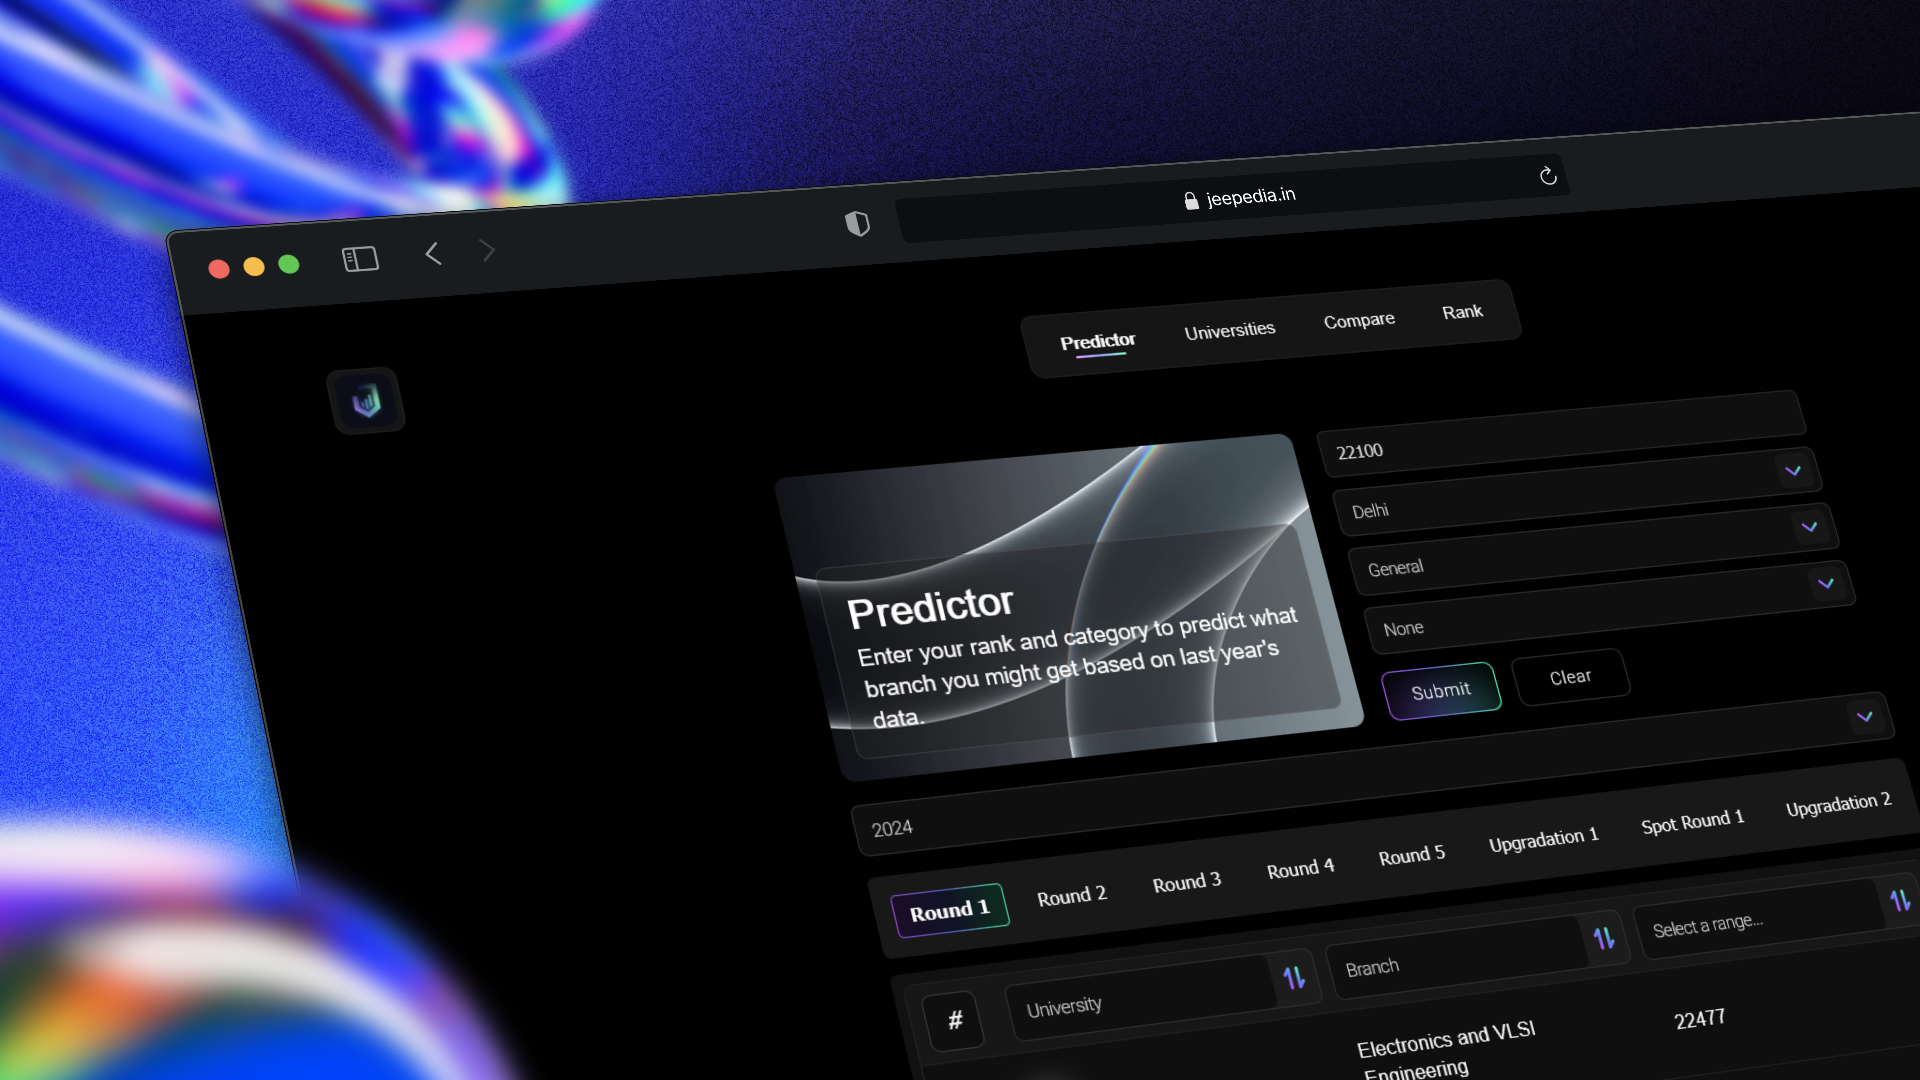 jeepedia.in
Predictor
Universities
Compare
Rank
Predictor
Enter your rank and category to predict what
branch you might get based on last year's
data.
22100
Delhi
General
None
Submit
Clear
2024
Round 1
Round 2
Round 3
Round 4
Round 5
Upgradation 1
Spot Round 1
Upgradation 2
#
University
Branch
Select a range...
Electronics and VLSI
Engineering
22477